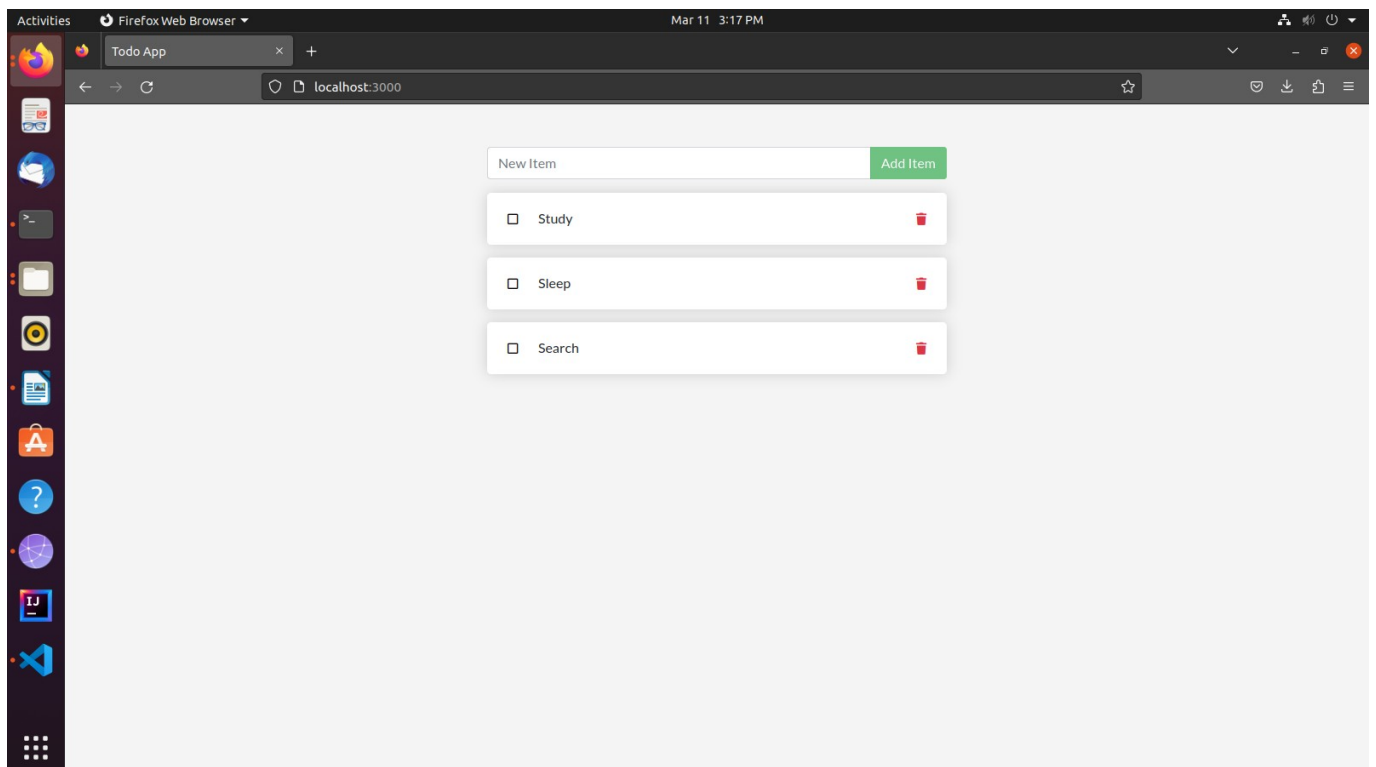 Activities Firefox Web Browser Mar 11 3:17 PM
Todo App
localhost:3000
New Item Add Item
Study
Sleep
Search
IJ